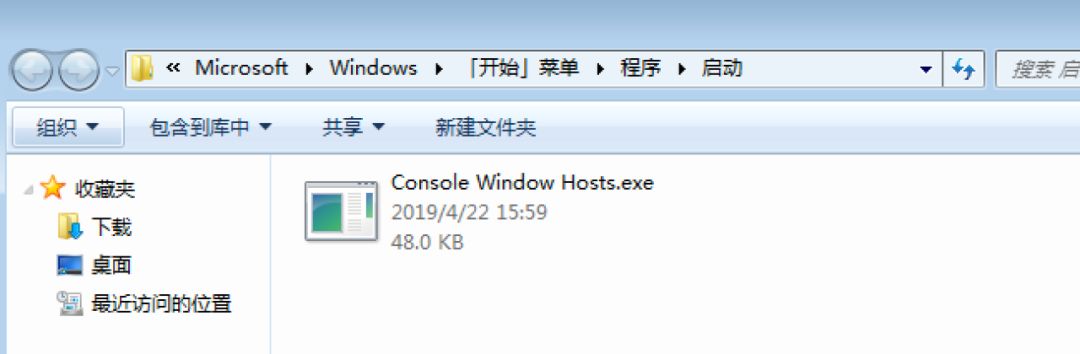 « Microsoft Windows 「开始」菜单 程序 启动
搜索 启
组织 包含到库中 共享 新建文件夹
收藏夹
下载
桌面
最近访问的位置
Console Window Hosts.exe
2019/4/22 15:59
48.0 KB